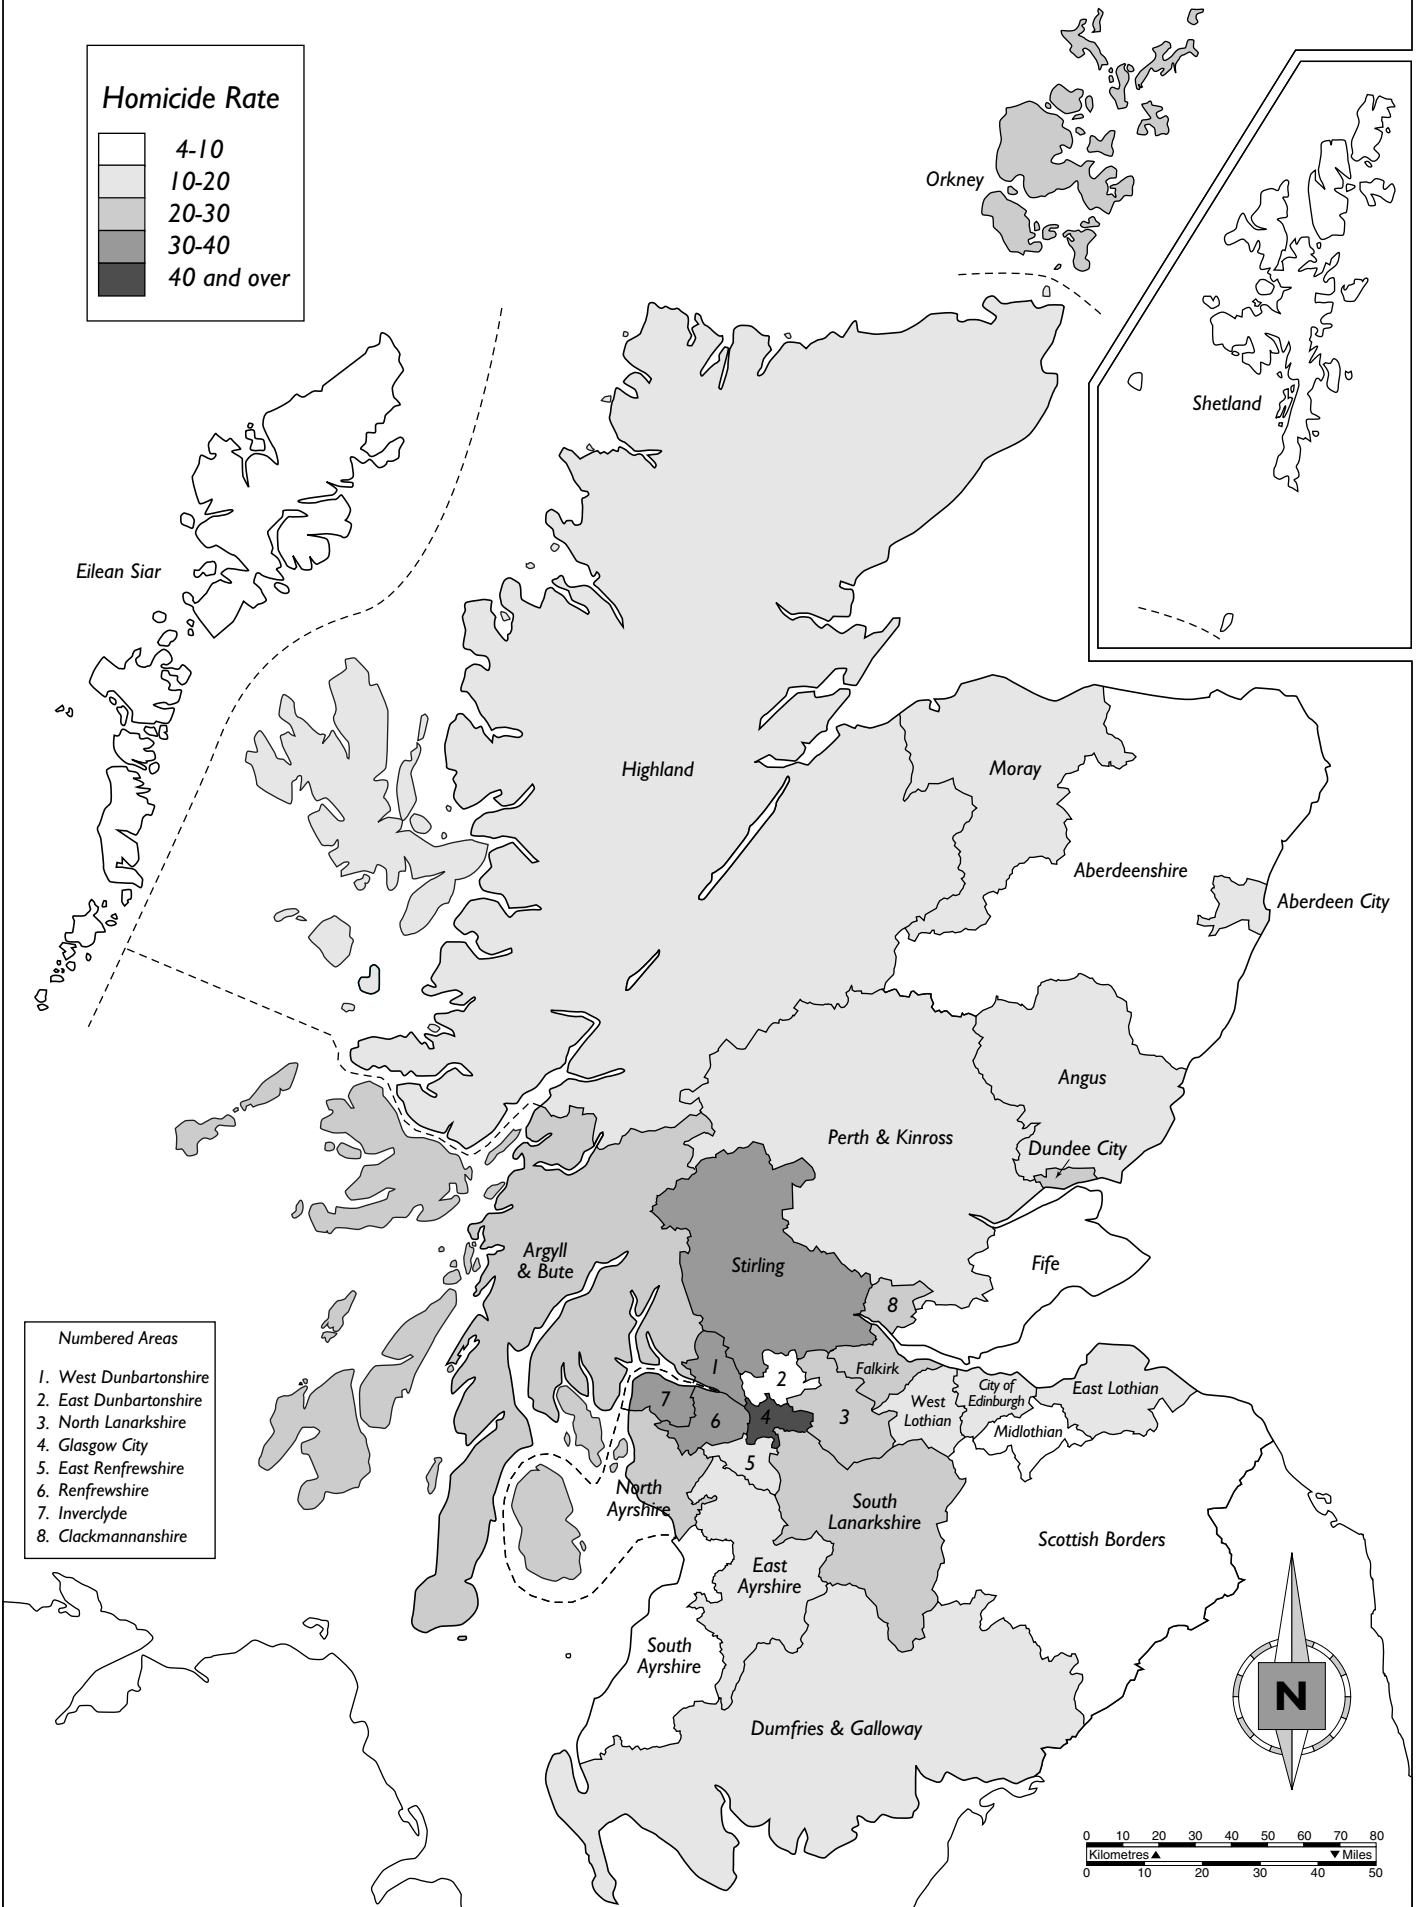 Homicide Rate
4-10
10-20
20-30
30-40
40 and over
Orkney
Shetland
Eilean Siar
Highland
Moray
Aberdeenshire
Aberdeen City
Angus
Perth & Kinross
Dundee City
Argyll
& Bute
Stirling
Fife
8
Numbered Areas
1. West Dunbartonshire
2. East Dunbartonshire
3. North Lanarkshire
4. Glasgow City
5. East Renfrewshire
6. Renfrewshire
7. Inverclyde
8. Clackmannanshire
1
2
Falkirk
City of
Edinburgh
East Lothian
7
6
4
3
West
Lothian
Midlothian
5
North
Ayrshire
South
Lanarkshire
Scottish Borders
East
Ayrshire
South
Ayrshire
N
Dumfries & Galloway
0 10 20 30 40 50 60 70 80
Kilometres Miles
0 10 20 30 40 50